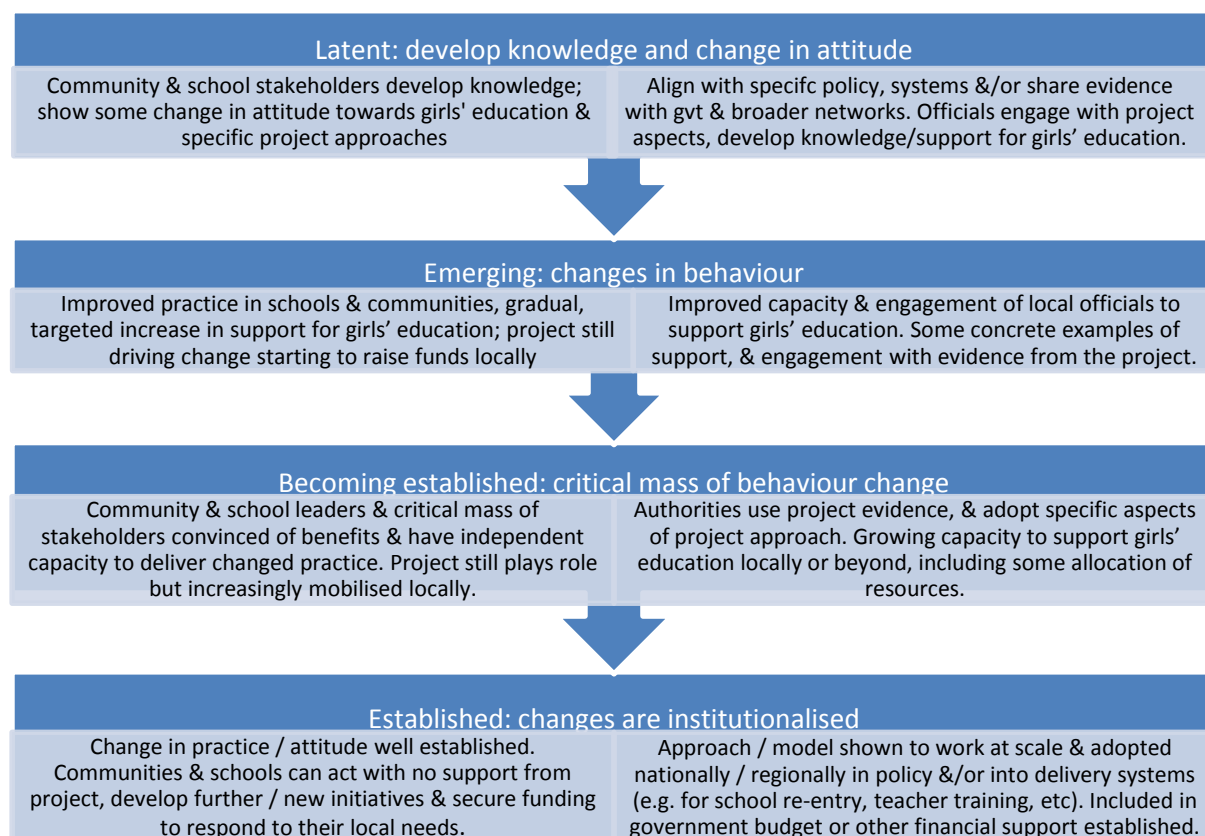 Latent: develop knowledge and change in attitude
Community & school stakeholders develop knowledge;
show some change in attitude towards girls' education &
specific project approaches
Align with specifc policy, systems &/or share evidence
with gvt & broader networks. Officials engage with project
aspects, develop knowledge/support for girls’ education.
Emerging: changes in behaviour
Improved practice in schools & communities, gradual,
targeted increase in support for girls’ education; project still
driving change starting to raise funds locally
Improved capacity & engagement of local officials to
support girls’ education. Some concrete examples of
support, & engagement with evidence from the project.
Becoming established: critical mass of behaviour change
Community & school leaders & critical mass of
stakeholders convinced of benefits & have independent
capacity to deliver changed practice. Project still plays role
but increasingly mobilised locally.
Authorities use project evidence, & adopt specific aspects
of project approach. Growing capacity to support girls’
education locally or beyond, including some allocation of
resources.
Established: changes are institutionalised
Change in practice / attitude well established.
Communities & schools can act with no support from
project, develop further / new initiatives & secure funding
to respond to their local needs.
Approach / model shown to work at scale & adopted
nationally / regionally in policy &/or into delivery systems
(e.g. for school re-entry, teacher training, etc). Included in
government budget or other financial support established.